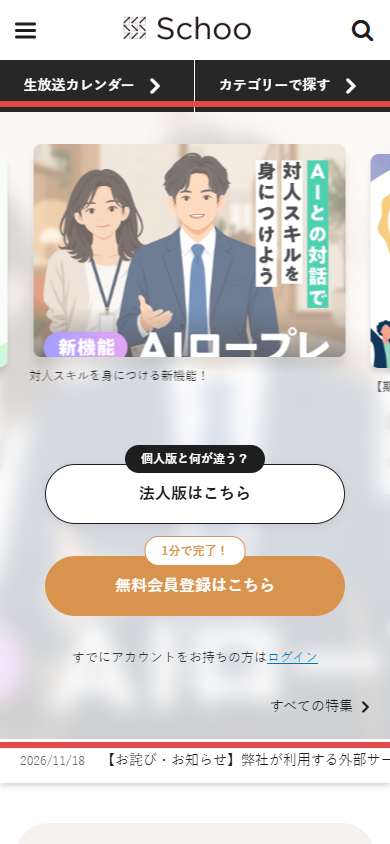 Schoo
生放送カレンダー
カテゴリーで探す
AIとの対話で
対人スキルを
身につけよう
新機能
AIロープレ
対人スキルを身につける新機能！
【期
個人版と何が違う？
法人版はこちら
1分で完了！
無料会員登録はこちら
すでにアカウントをお持ちの方はログイン
すべての特集
2026/11/18 【お詫び・お知らせ】弊社が利用する外部サー